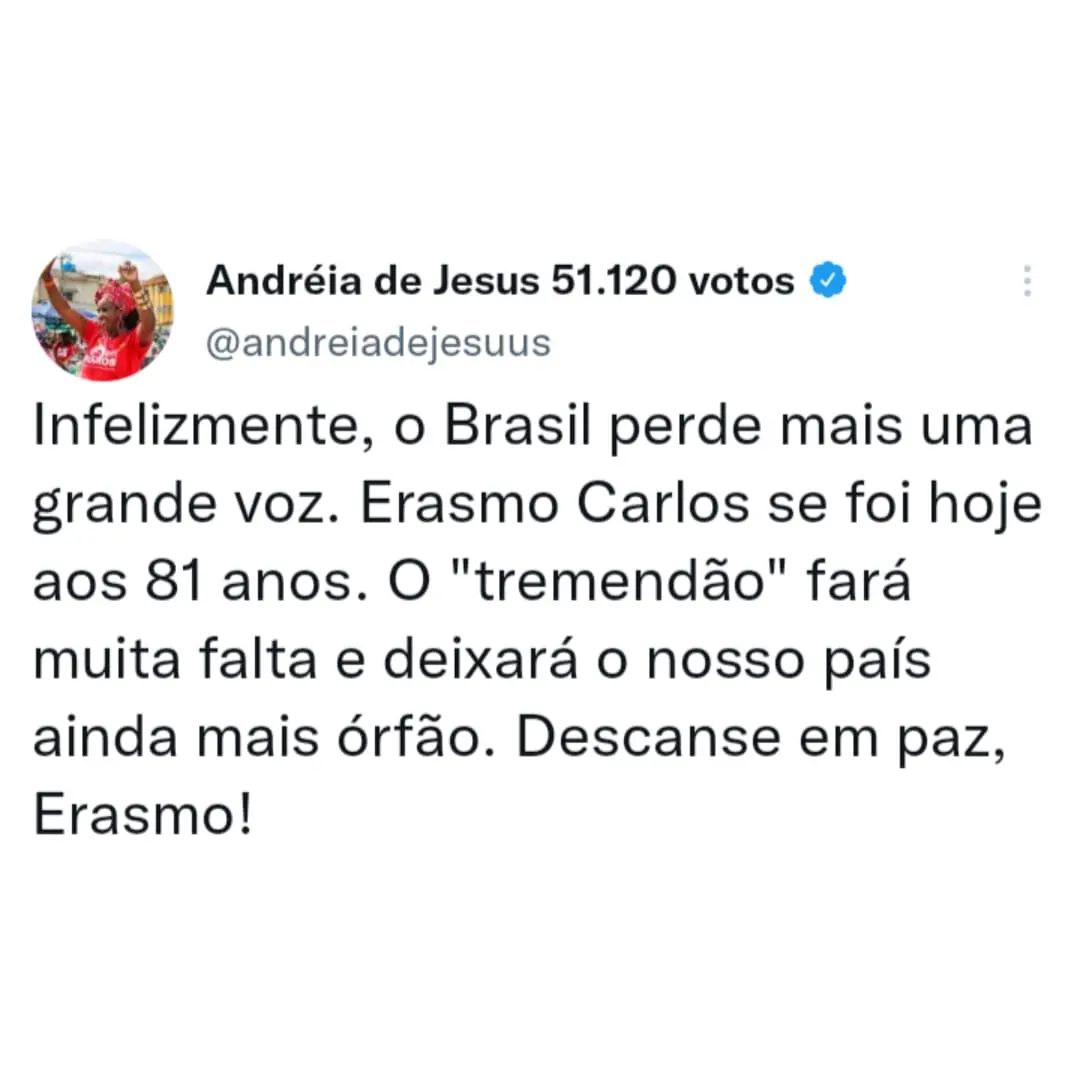 Andréia de Jesus 51.120 votos
@andreiadejesuus
Infelizmente, o Brasil perde mais uma
grande voz. Erasmo Carlos se foi hoje
aos 81 anos. O "tremendão" fará
muita falta e deixará o nosso país
ainda mais órfão. Descanse em paz,
Erasmo!